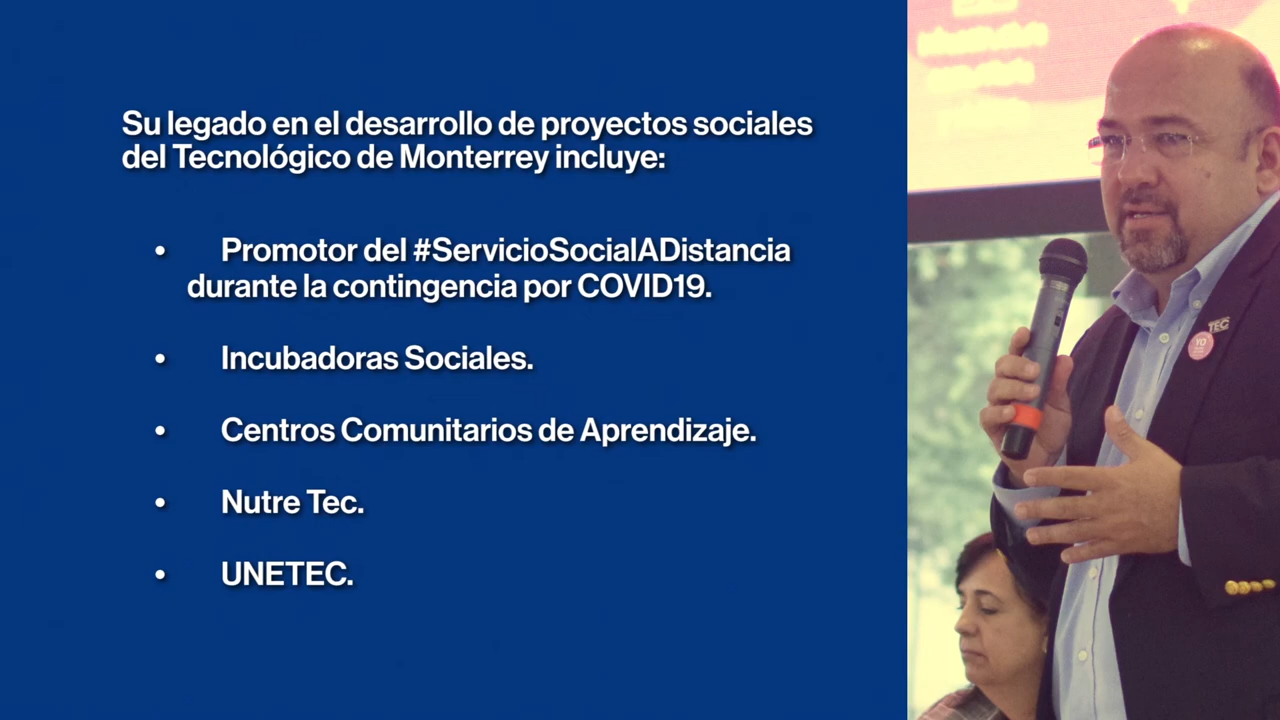 Su legado en el desarrollo de proyectos sociales
del Tecnológico de Monterrey incluye:
• Promotor del #ServicioSocialADistancia
durante la contingencia por COVID19.
• Incubadoras Sociales.
• Centros Comunitarios de Aprendizaje.
• Nutre Tec.
• UNETEC.
TEC
YO